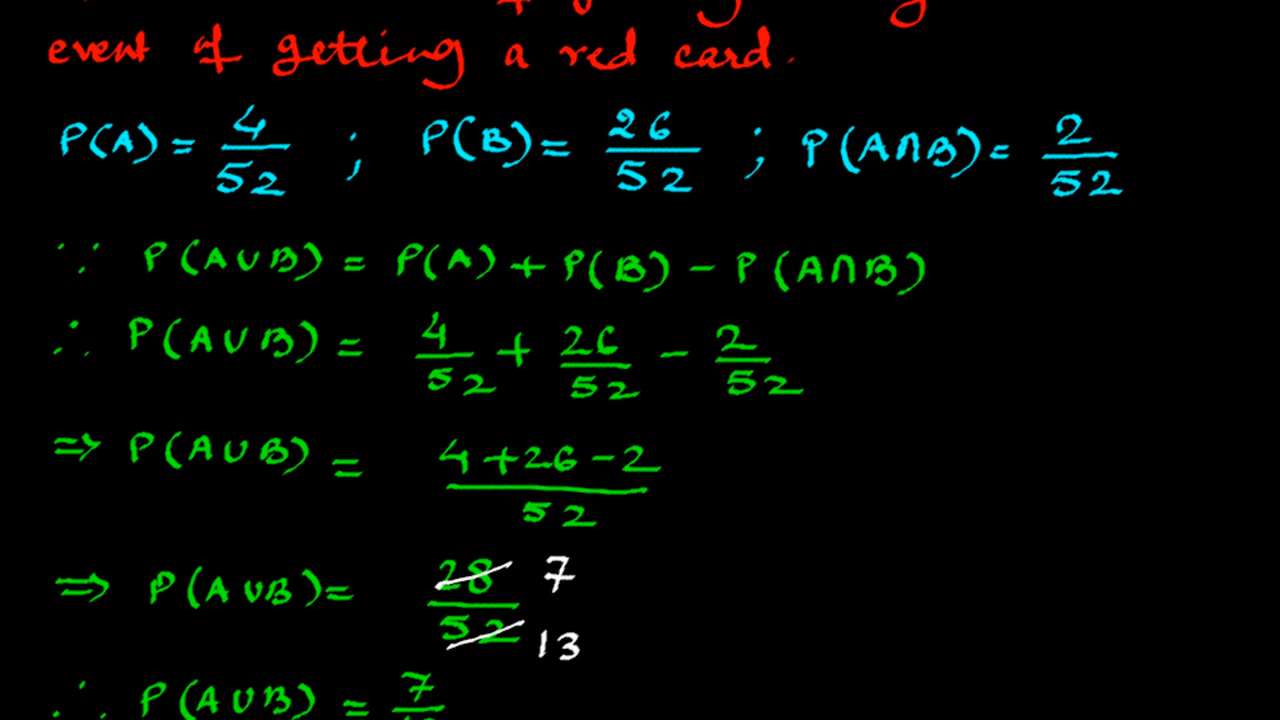 event of getting a red card.
P(A) = 4/52 ; P(B) = 26/52 ; P(A∩B) = 2/52
∵ P(A∪B) = P(A) + P(B) - P(A∩B)
∴ P(A∪B) = 4/52 + 26/52 - 2/52
⇒ P(A∪B) = 4+26-2/52
⇒ P(A∪B) = 28/52 7/13
∴ P(A∪B) = 7